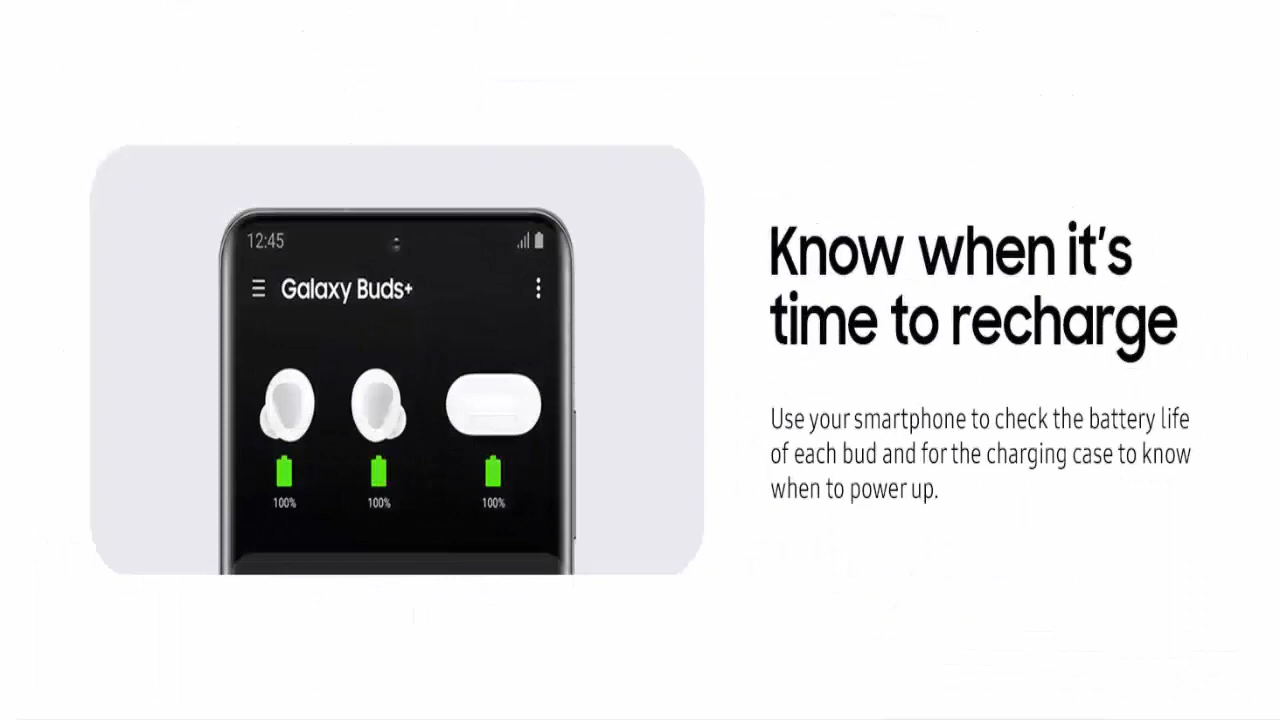 12:45
Galaxy Buds+
100% 100% 100%
Know when it's
time to recharge
Use your smartphone to check the battery life
of each bud and for the charging case to know
when to power up.